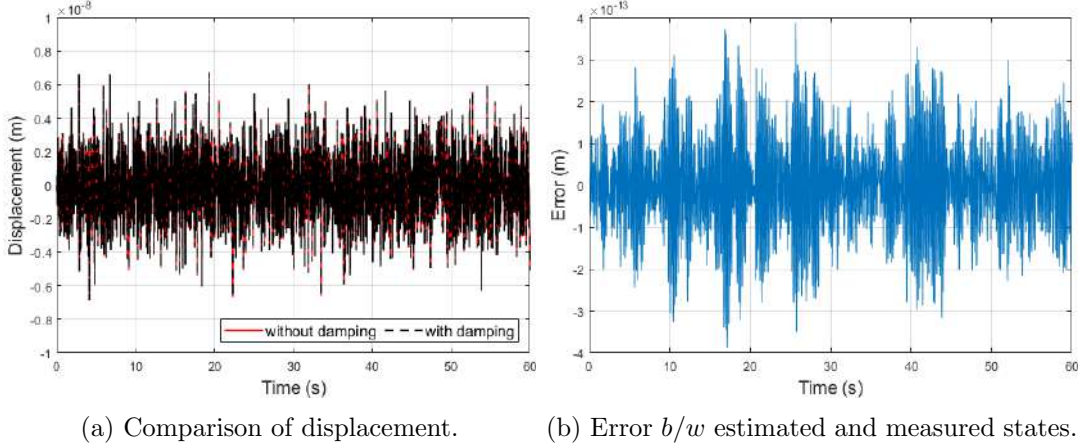 ×10⁻⁸
1
0.8
0.6
0.4
0.2
0
-0.2
-0.4
-0.6
-0.8
-1
Displacement (m)
without damping with damping
0 10 20 30 40 50 60
Time (s)
×10⁻¹³
4
3
2
1
0
-1
-2
-3
-4
Error (m)
0 10 20 30 40 50 60
Time (s)
(a) Comparison of displacement.
(b) Error b/w estimated and measured states.